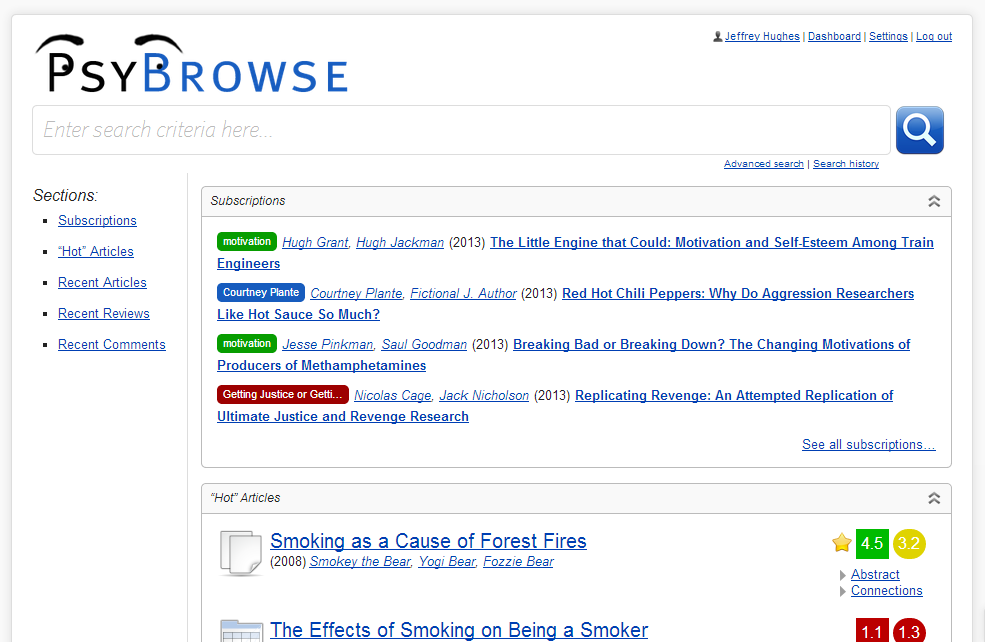 Jeffrey Hughes | Dashboard | Settings | Log out
PsyBrowse
Enter search criteria here...
Advanced search | Search history
Sections:
Subscriptions
“Hot” Articles
Recent Articles
Recent Reviews
Recent Comments
Subscriptions
motivation Hugh Grant, Hugh Jackman (2013) The Little Engine that Could: Motivation and Self-Esteem Among Train
Engineers
Courtney Plante Courtney Plante, Fictional J. Author (2013) Red Hot Chili Peppers: Why Do Aggression Researchers
Like Hot Sauce So Much?
motivation Jesse Pinkman, Saul Goodman (2013) Breaking Bad or Breaking Down? The Changing Motivations of
Producers of Methamphetamines
Getting Justice or Getti... Nicolas Cage, Jack Nicholson (2013) Replicating Revenge: An Attempted Replication of
Ultimate Justice and Revenge Research
See all subscriptions...
“Hot” Articles
Smoking as a Cause of Forest Fires
(2008) Smokey the Bear, Yogi Bear, Fozzie Bear
4.5 3.2
Abstract
Connections
The Effects of Smoking on Being a Smoker
1.1 1.3